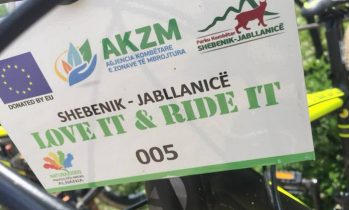 DONATED BY EU
AKZM
AGJENCIA KOMBËTARE
E ZONAVE TË MBROJTURA
Parku Kombëtar
SHEBENIK-JABLLANICË
SHEBENIK - JABLLANICË
LOVE IT & RIDE IT
005
ALBANIA